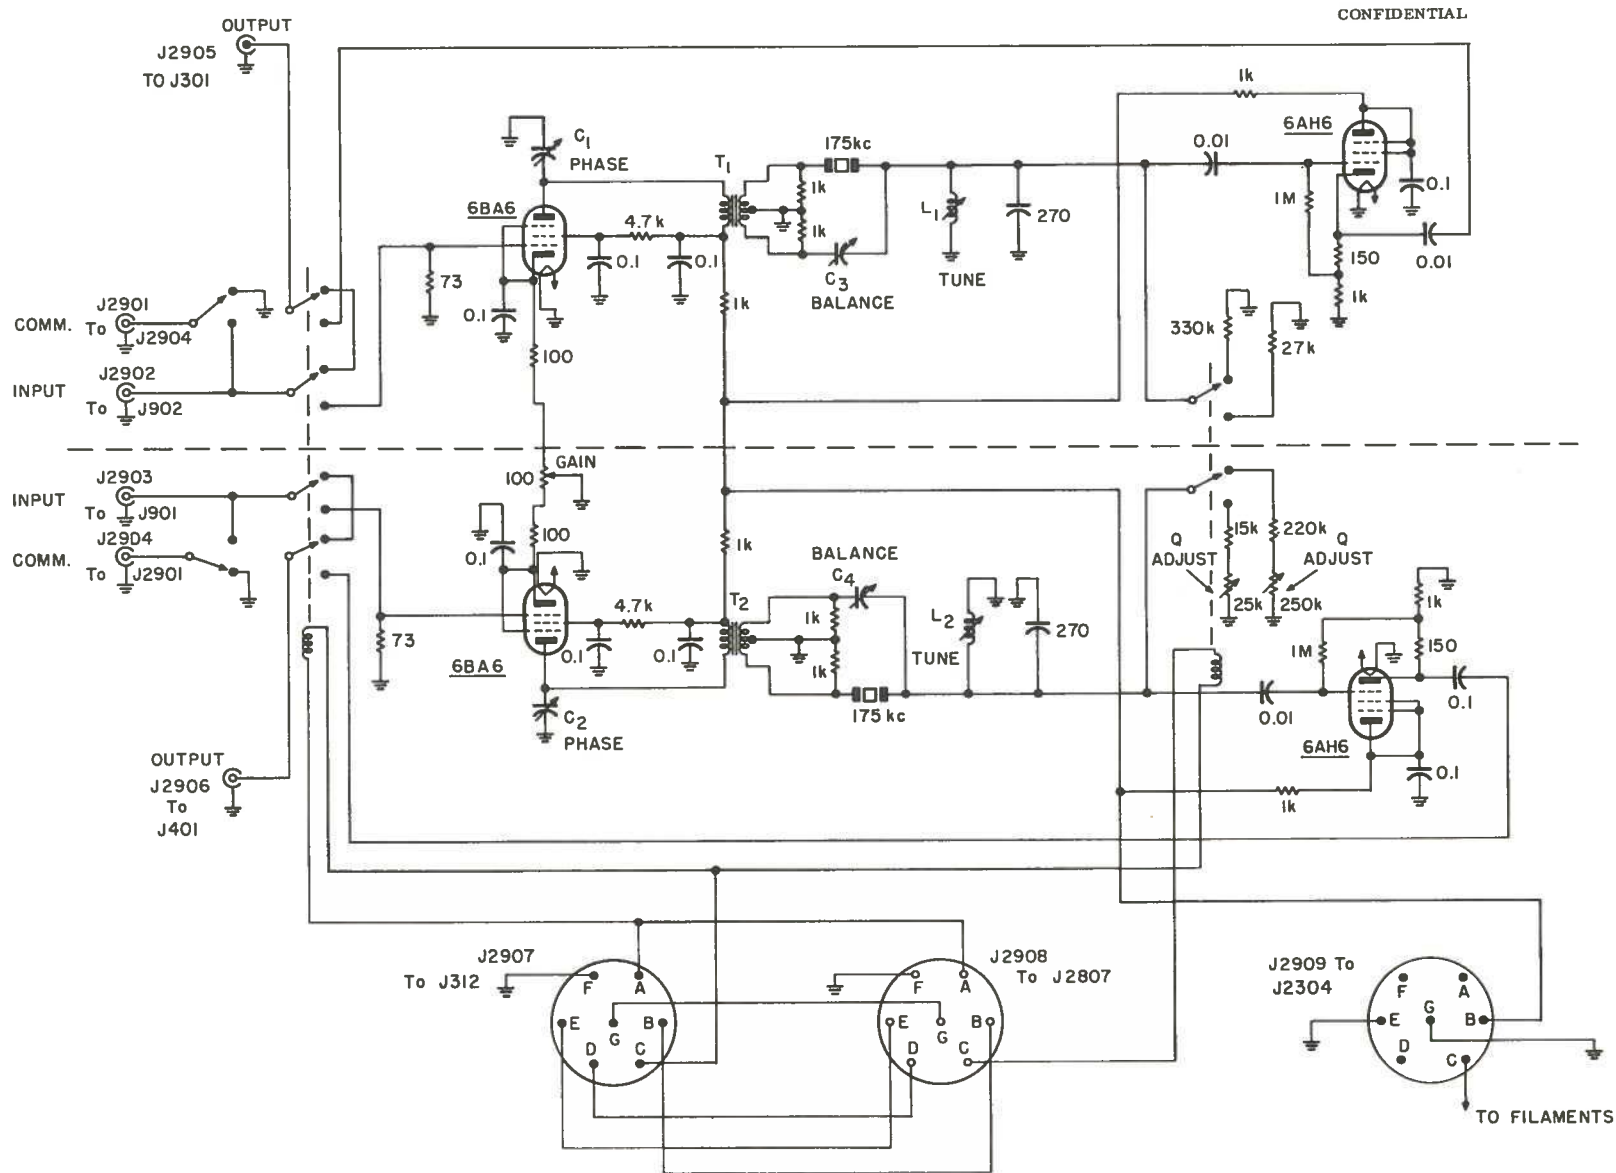 CONFIDENTIAL
OUTPUT
J2905
TO J301
C1
PHASE
6BA6
4.7k
0.1
0.1
73
0.1
100
T1
1k
1k
175kc
C3
BALANCE
1k
L1
TUNE
270
1k
6AH6
0.01
1M
0.1
0.01
150
1k
330k
27k
J2901
COMM.
To
J2904
J2902
INPUT
To
J902
J2903
INPUT
To
J901
J29D4
COMM.
To
J2901
GAIN
100
100
0.1
73
6BA6
4.7k
0.1
0.1
C2
PHASE
1k
T2
BALANCE
C4
1k
1k
175 kc
L2
TUNE
270
Q
ADJUST
15k
25k
220k
250k
Q
ADJUST
1k
1M
150
0.01
0.1
6AH6
0.1
1k
OUTPUT
J2906
To
J401
J2907
To J312
F
A
E
G
B
D
C
J2908
To J2807
F
A
E
G
B
D
C
J2909 To
J2304
F
A
E
G
B
D
C
TO FILAMENTS